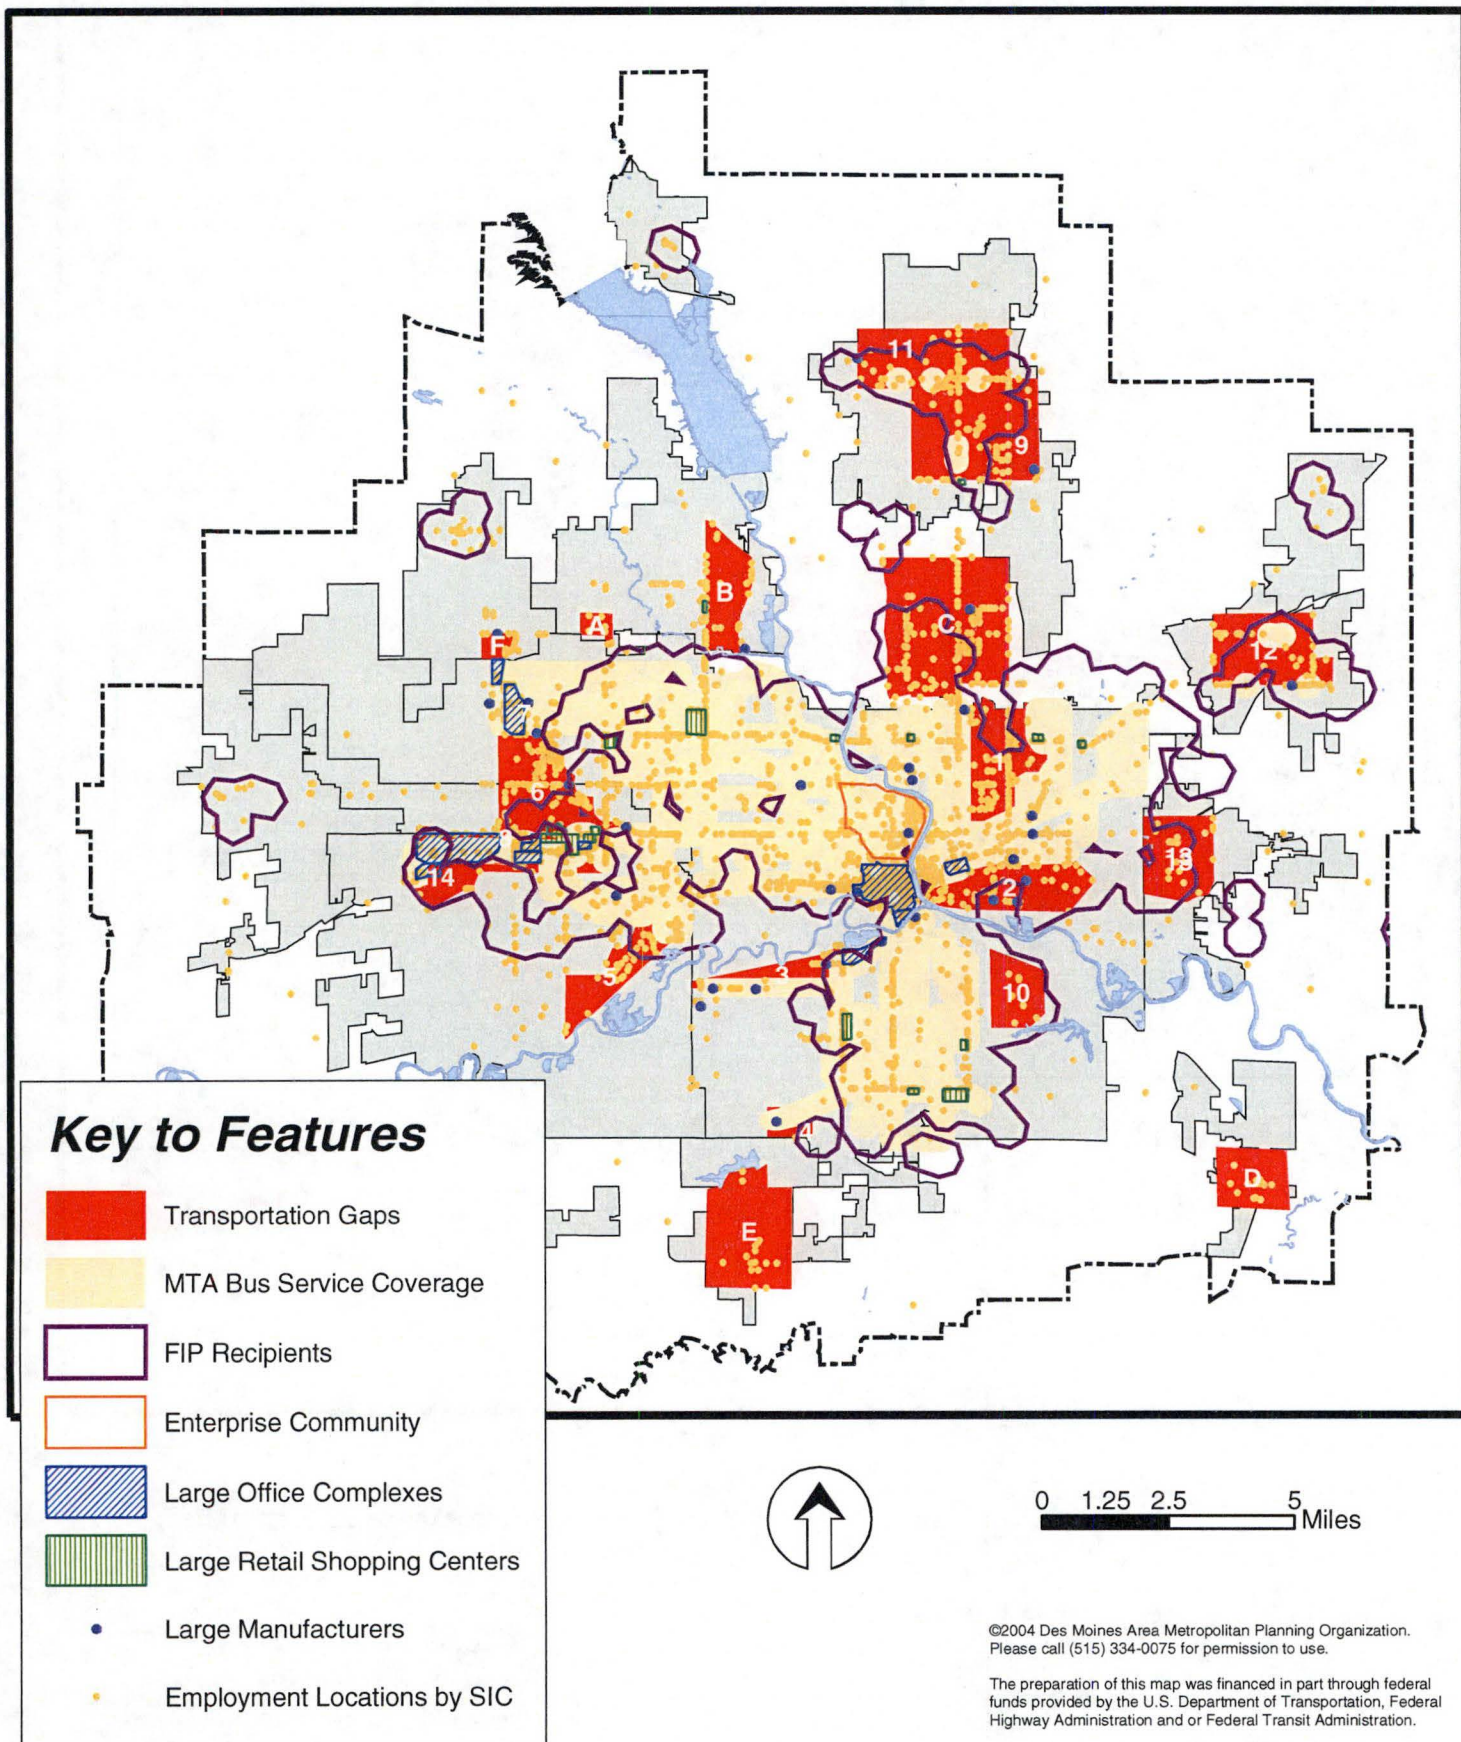 11
9
B
A
C
F
12
7
1
6
13
14
2
5
3
10
4
D
E
Key to Features
Transportation Gaps
MTA Bus Service Coverage
FIP Recipients
Enterprise Community
Large Office Complexes
Large Retail Shopping Centers
Large Manufacturers
Employment Locations by SIC
0 1.25 2.5 5
Miles
©2004 Des Moines Area Metropolitan Planning Organization.
Please call (515) 334-0075 for permission to use.
The preparation of this map was financed in part through federal
funds provided by the U.S. Department of Transportation, Federal
Highway Administration and or Federal Transit Administration.